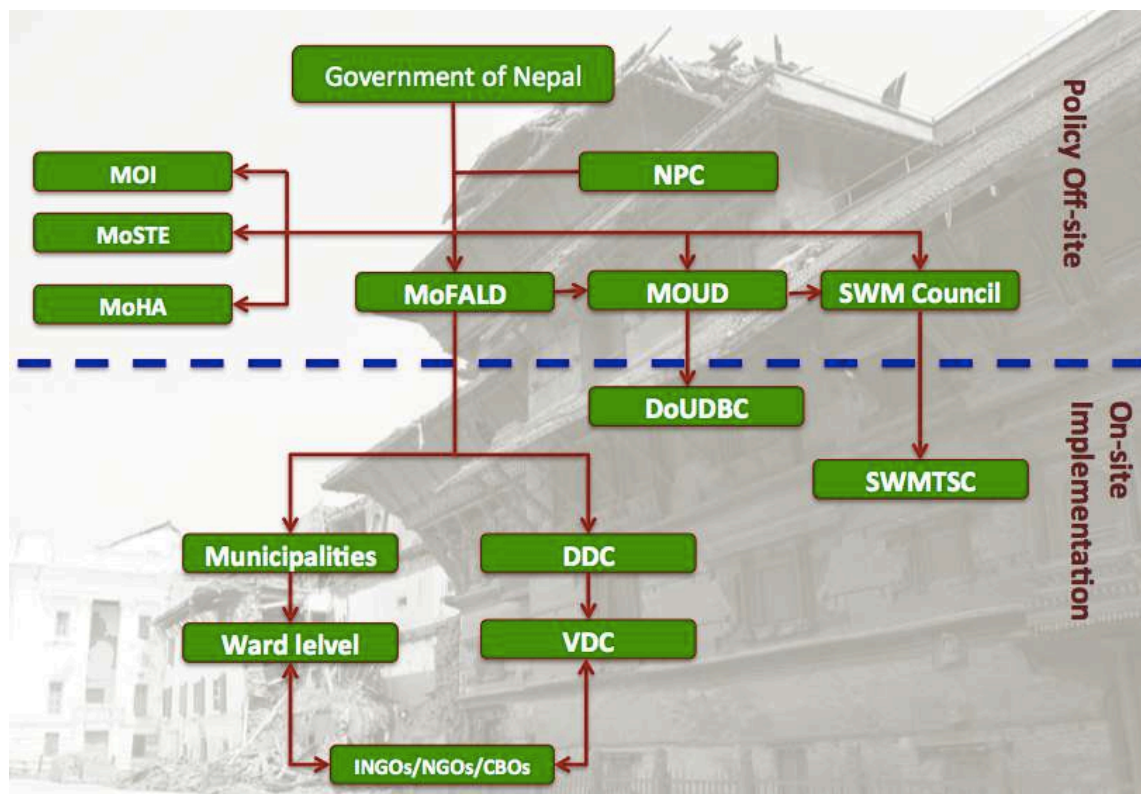 Government of Nepal
Policy Off-site
MOI
NPC
MoSTE
MoHA
MoFALD
MOUD
SWM Council
DoUDBC
On-site
Implementation
SWMTSC
Municipalities
DDC
Ward lelvel
VDC
INGOs/NGOs/CBOs